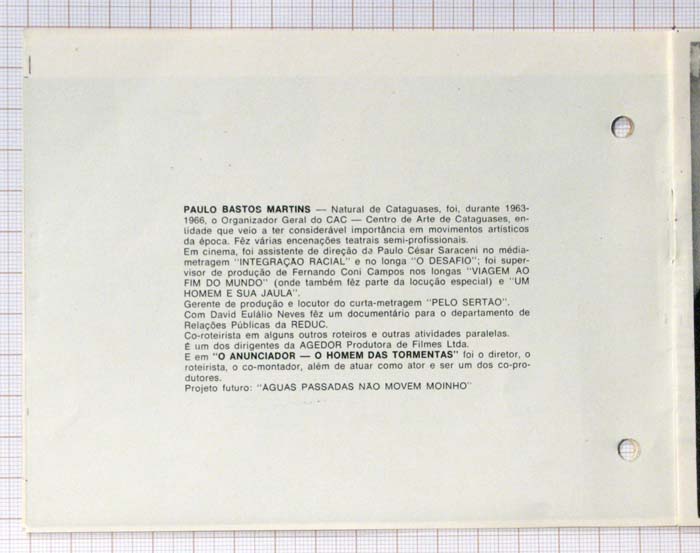 PAULO BASTOS MARTINS — Natural de Cataguases, foi, durante 1963-
1966, o Organizador Geral do CAC — Centro de Arte de Cataguases, en-
lidade que veio a ter considerável importância em movimentos artísticos
da época. Fêz várias encenações teatrais semi-profissionais.
Em cinema, foi assistente de direção da Paulo César Saraceni no média-
metragem "INTEGRAÇÃO RACIAL" e no longa "O DESAFIO"; foi super-
visor de produção de Fernando Coni Campos nos longas "VIAGEM AO
FIM DO MUNDO" (onde também fêz parte da locução especial) e "UM
HOMEM E SUA JAULA".
Gerente de produção e locutor do curta-metragem "PELO SERTÃO".
Com David Eulálio Neves fêz um documentário para o departamento de
Relações Públicas da REDUC.
Co-roteirista em alguns outros roteiros e outras atividades paralelas.
É um dos dirigentes da AGEDOR Produtora de Filmes Ltda.
E em "O ANUNCIADOR — O HOMEM DAS TORMENTAS" foi o diretor, o
roteirista, o co-montador, além de atuar como ator e ser um dos co-pro-
dutores.
Projeto futuro: "AGUAS PASSADAS NÃO MOVEM MOINHO"